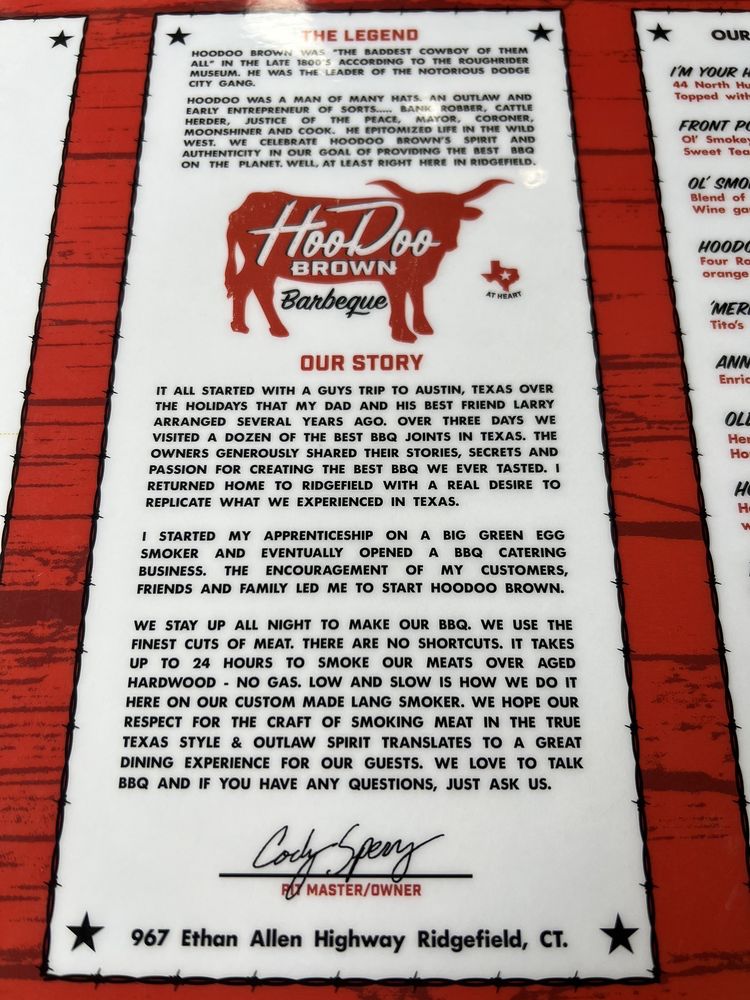 THE LEGEND
HOODOO BROWN WAS "THE BADDEST COWBOY OF THEM
ALL" IN THE LATE 1800'S ACCORDING TO THE ROUGHRIDER
MUSEUM. HE WAS THE LEADER OF THE NOTORIOUS DODGE
CITY GANG.
HOODOO WAS A MAN OF MANY HATS. AN OUTLAW AND
EARLY ENTREPRENEUR OF SORTS..... BANK ROBBER, CATTLE
HERDER, JUSTICE OF THE PEACE, MAYOR, CORONER,
MOONSHINER AND COOK. HE EPITOMIZED LIFE IN THE WILD
WEST. WE CELEBRATE HOODOO BROWN'S SPIRIT AND
AUTHENTICITY IN OUR GOAL OF PROVIDING THE BEST BBQ
ON THE PLANET. WELL, AT LEAST RIGHT HERE IN RIDGEFIELD.
HooDoo
BROWN
Barbeque
AT HEART
OUR STORY
IT ALL STARTED WITH A GUYS TRIP TO AUSTIN, TEXAS OVER
THE HOLIDAYS THAT MY DAD AND HIS BEST FRIEND LARRY
ARRANGED SEVERAL YEARS AGO. OVER THREE DAYS WE
VISITED A DOZEN OF THE BEST BBQ JOINTS IN TEXAS. THE
OWNERS GENEROUSLY SHARED THEIR STORIES, SECRETS AND
PASSION FOR CREATING THE BEST BBQ WE EVER TASTED. I
RETURNED HOME TO RIDGEFIELD WITH A REAL DESIRE TO
REPLICATE WHAT WE EXPERIENCED IN TEXAS.
I STARTED MY APPRENTICESHIP ON A BIG GREEN EGG
SMOKER AND EVENTUALLY OPENED A BBQ CATERING
BUSINESS. THE ENCOURAGEMENT OF MY CUSTOMERS,
FRIENDS AND FAMILY LED ME TO START HOODOO BROWN.
WE STAY UP ALL NIGHT TO MAKE OUR BBQ. WE USE THE
FINEST CUTS OF MEAT. THERE ARE NO SHORTCUTS. IT TAKES
UP TO 24 HOURS TO SMOKE OUR MEATS OVER AGED
HARDWOOD - NO GAS. LOW AND SLOW IS HOW WE DO IT
HERE ON OUR CUSTOM MADE LANG SMOKER. WE HOPE OUR
RESPECT FOR THE CRAFT OF SMOKING MEAT IN THE TRUE
TEXAS STYLE & OUTLAW SPIRIT TRANSLATES TO A GREAT
DINING EXPERIENCE FOR OUR GUESTS. WE LOVE TO TALK
BBQ AND IF YOU HAVE ANY QUESTIONS, JUST ASK US.
Cody Sperry
PIT MASTER/OWNER
967 Ethan Allen Highway Ridgefield, CT.
OUR
I'M YOUR
44 North
Topped with
FRONT
Ol' Smokey
Sweet Tea
OL'
Blend of
Wine
Four
orange
Tito's